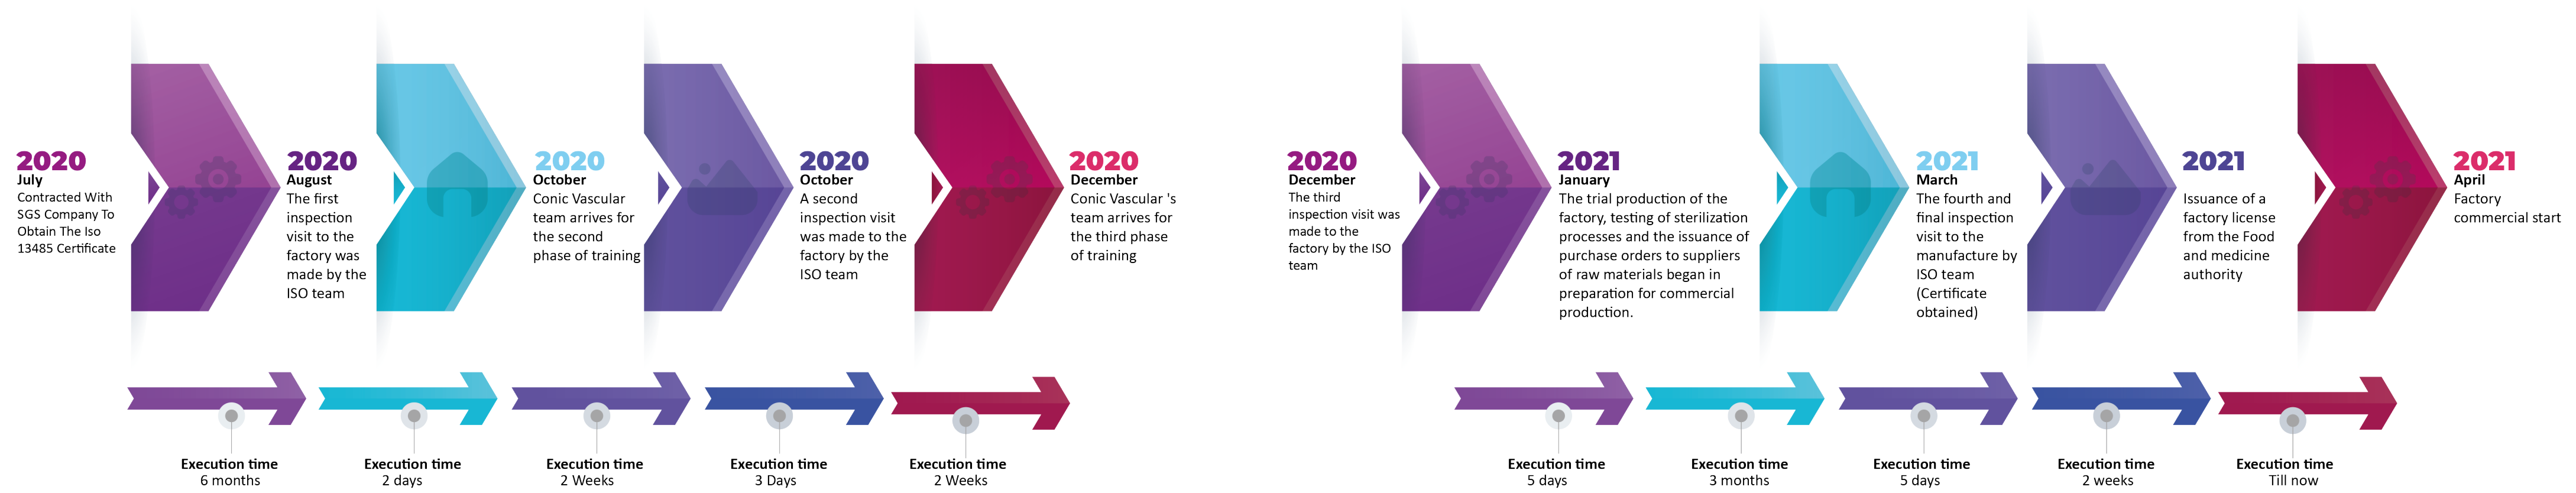 2020
July
Contracted With
SGS Company To
Obtain The Iso
13485 Certificate
2020
August
The first
inspection
visit to the
factory was
made by the
ISO team
2020
October
Conic Vascular
team arrives for
the second
phase of training
2020
October
A second
inspection visit
was made to the
factory by the
ISO team
2020
December
Conic Vascular 's
team arrives for
the third phase
of training
2020
December
The third
inspection visit was
made to the
factory by the ISO
team
2021
January
The trial production of the
factory, testing of sterilization
processes and the issuance of
purchase orders to suppliers
of raw materials began in
preparation for commercial
production.
2021
March
The fourth and
final inspection
visit to the
manufacture by
ISO team
(Certificate
obtained)
2021
Issuance of a
factory license
from the Food
and medicine
authority
2021
April
Factory
commercial start
Execution time
6 months
Execution time
2 days
Execution time
2 Weeks
Execution time
3 Days
Execution time
2 Weeks
Execution time
5 days
Execution time
3 months
Execution time
5 days
Execution time
2 weeks
Execution time
Till now